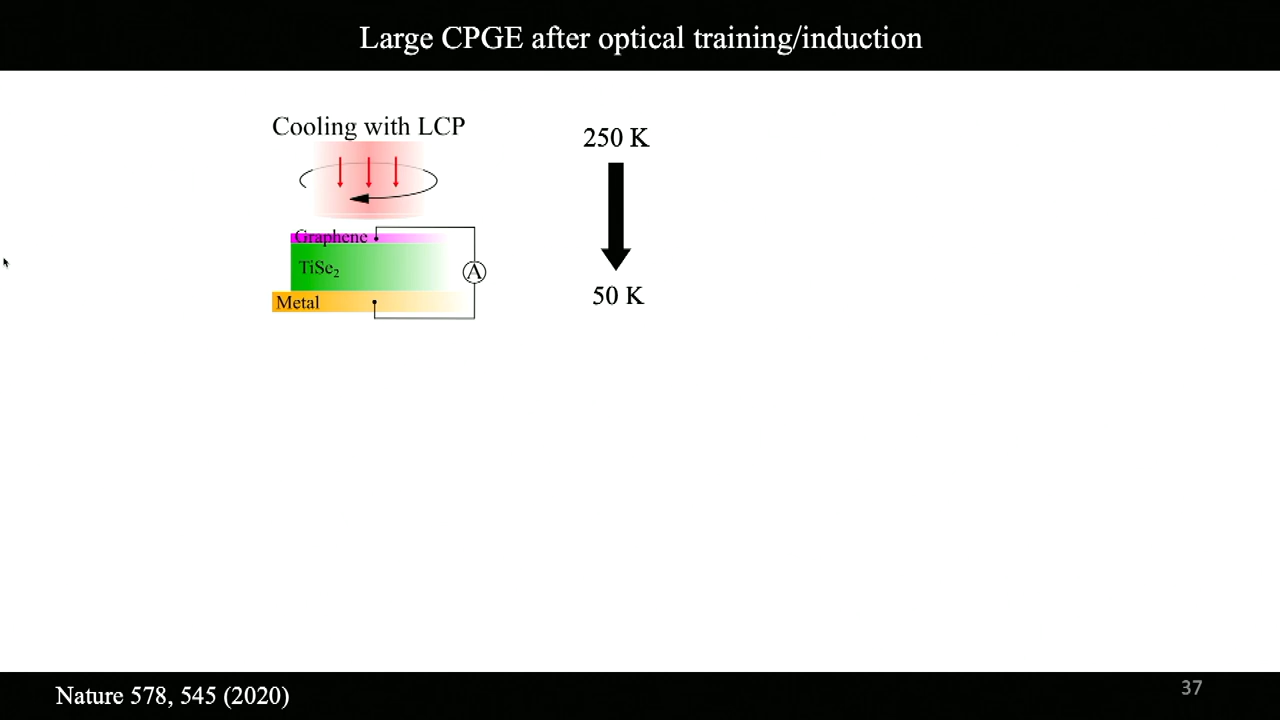 Large CPGE after optical training/induction
Cooling with LCP
250 K
Graphene
TiSe2
A
Metal
50 K
Nature 578, 545 (2020)
37